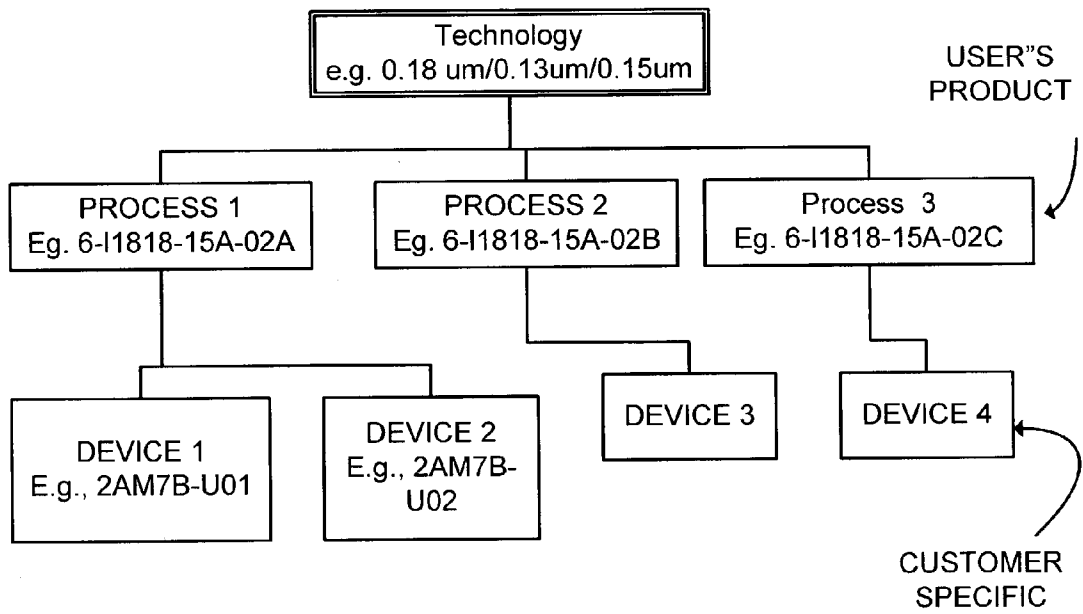 Technology
e.g. 0.18 um/0.13um/0.15um
USER"S
PRODUCT
PROCESS 1
Eg. 6-I1818-15A-02A
PROCESS 2
Eg. 6-I1818-15A-02B
Process 3
Eg. 6-I1818-15A-02C
DEVICE 1
E.g., 2AM7B-U01
DEVICE 2
E.g., 2AM7B-
U02
DEVICE 3
DEVICE 4
CUSTOMER
SPECIFIC